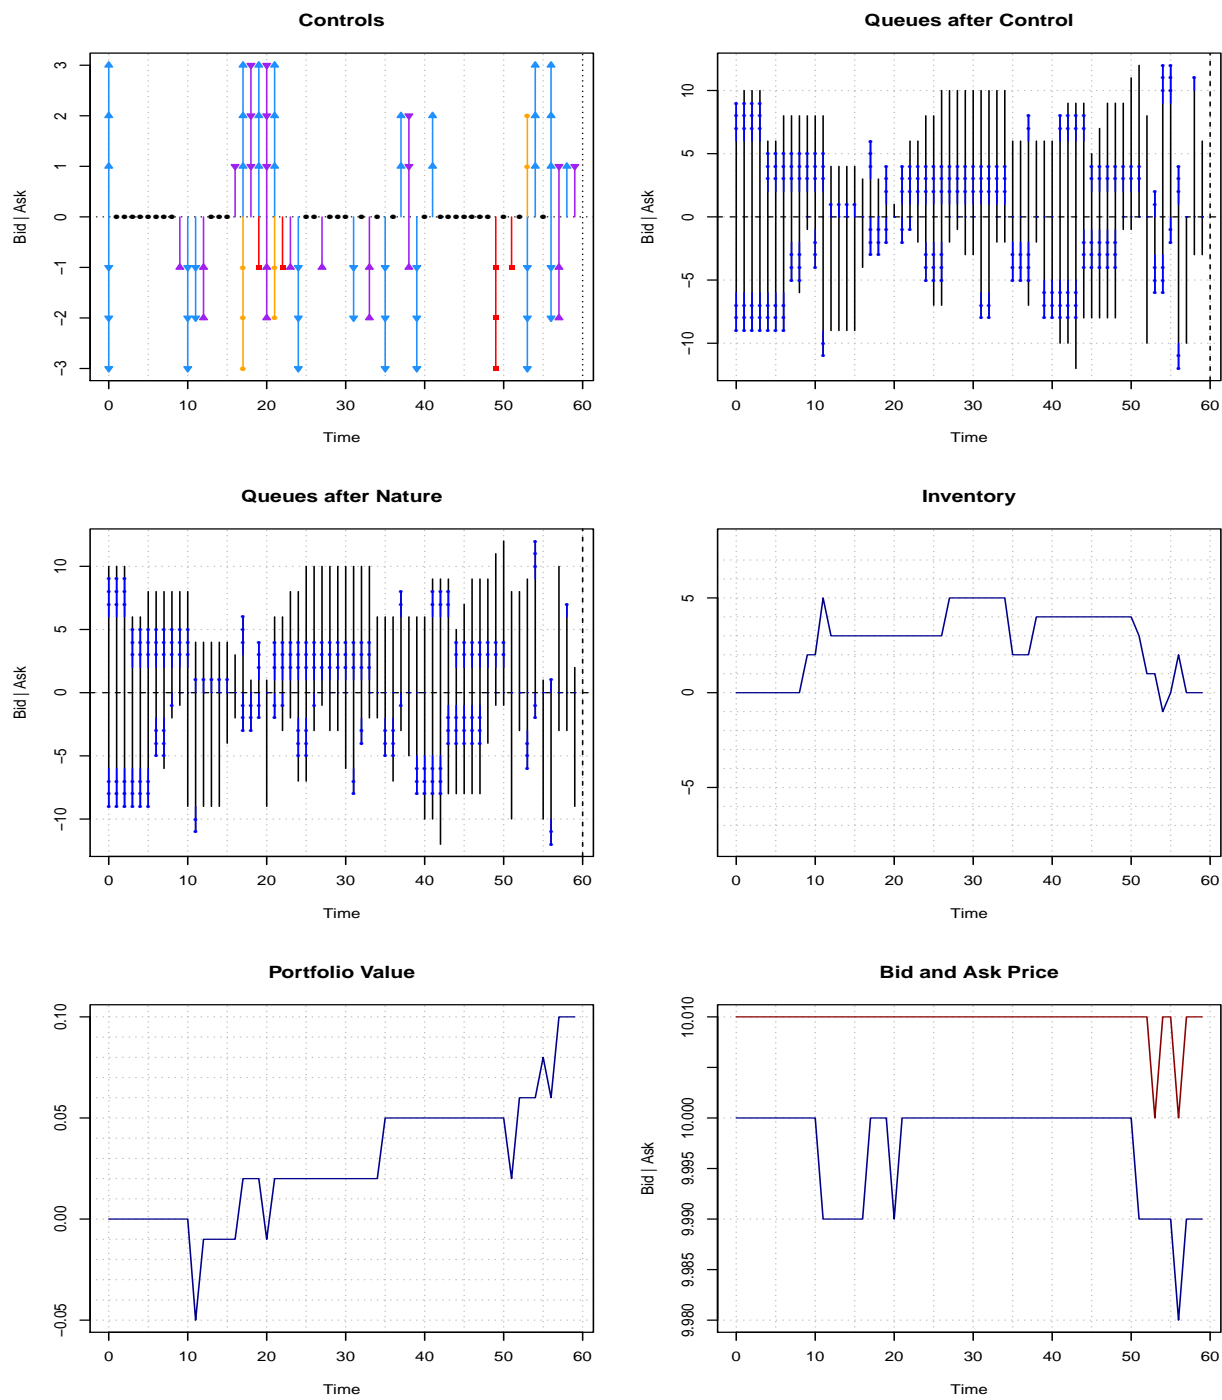 Controls
Bid | Ask
3
2
1
0
−1
−2
−3
0 10 20 30 40 50 60
Time
Queues after Control
Bid | Ask
10
5
0
−5
−10
0 10 20 30 40 50 60
Time
Queues after Nature
Bid | Ask
10
5
0
−5
−10
0 10 20 30 40 50 60
Time
Inventory
5
0
−5
0 10 20 30 40 50 60
Time
Portfolio Value
0.10
0.05
0.00
−0.05
0 10 20 30 40 50 60
Time
Bid and Ask Price
Bid | Ask
10.010
10.000
9.995
9.990
9.985
9.980
0 10 20 30 40 50 60
Time